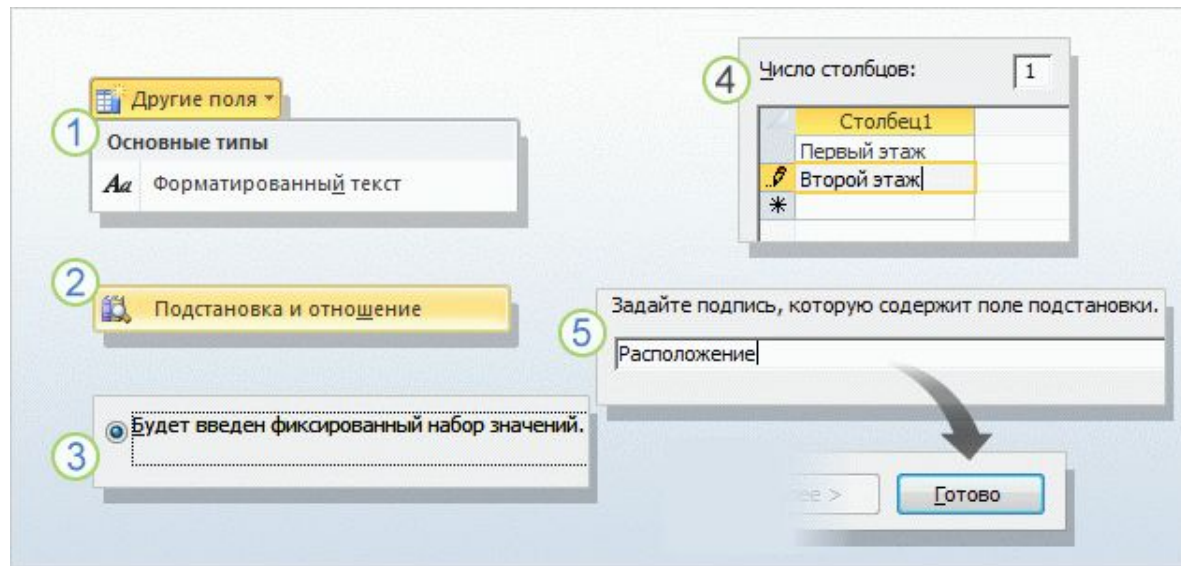 Другие поля
1
Основные типы
Аа Форматированный текст
2
Подстановка и отношение
3
Будет введен фиксированный набор значений.
4
Число столбцов: 1
Столбец1
Первый этаж
Второй этаж
5
Задайте подпись, которую содержит поле подстановки.
Расположение
Готово